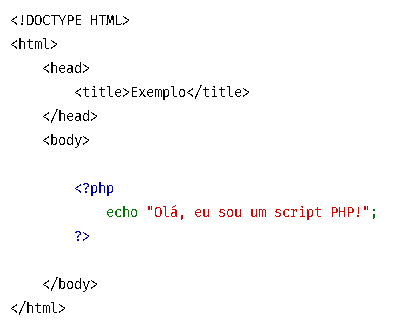 <!DOCTYPE HTML>
<html>
    <head>
        <title>Exemplo</title>
    </head>
    <body>

        <?php
            echo "Olá, eu sou um script PHP!";
        ?>

    </body>
</html>